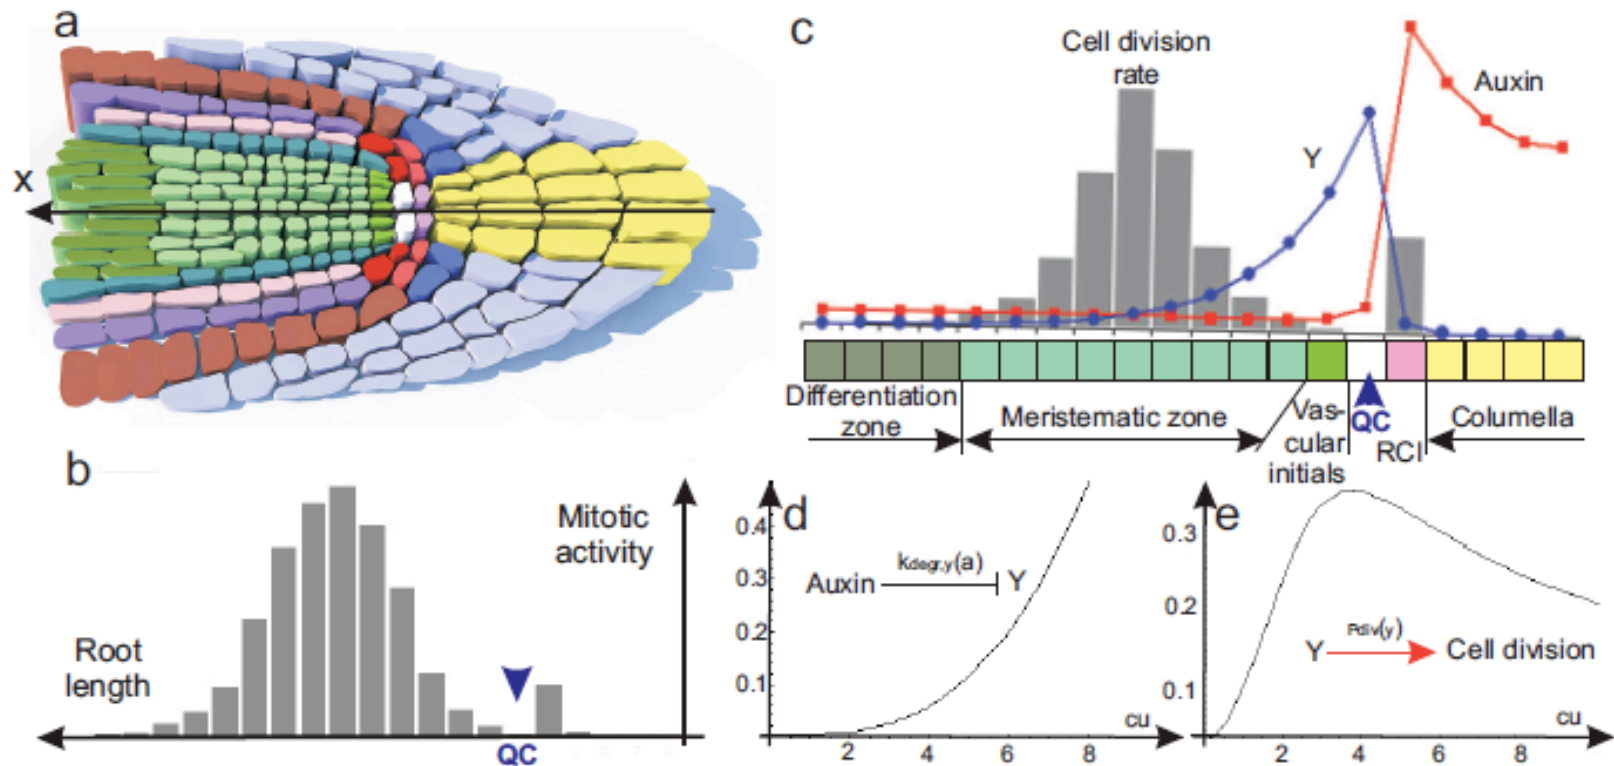 a
x
b
Mitotic
activity
Root
length
QC
c
Cell division
rate
Auxin
Y
Differentiation
zone
Meristematic zone
Vas-
cular
initials
QC
RCI
Columella
d
0.4
0.3
0.2
0.1
kdegr,y(a)
Auxin Y
cu
2 4 6 8
e
0.3
0.2
0.1
Pdiv(y)
Y Cell division
cu
2 4 6 8